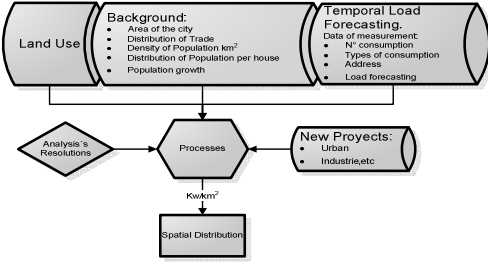 Land Use
Background:
• Area of the city
• Distribution of Trade
• Density of Population km²
• Distribution of Population per house
• Population growth
Temporal Load
Forecasting.
Data of measurement:
• N° consumption
• Types of consumption
• Address
• Load forecasting
Analysis`s
Resolutions
Processes
New Proyects:
• Urban
• Industrie,etc
Kw/km²
Spatial Distribution